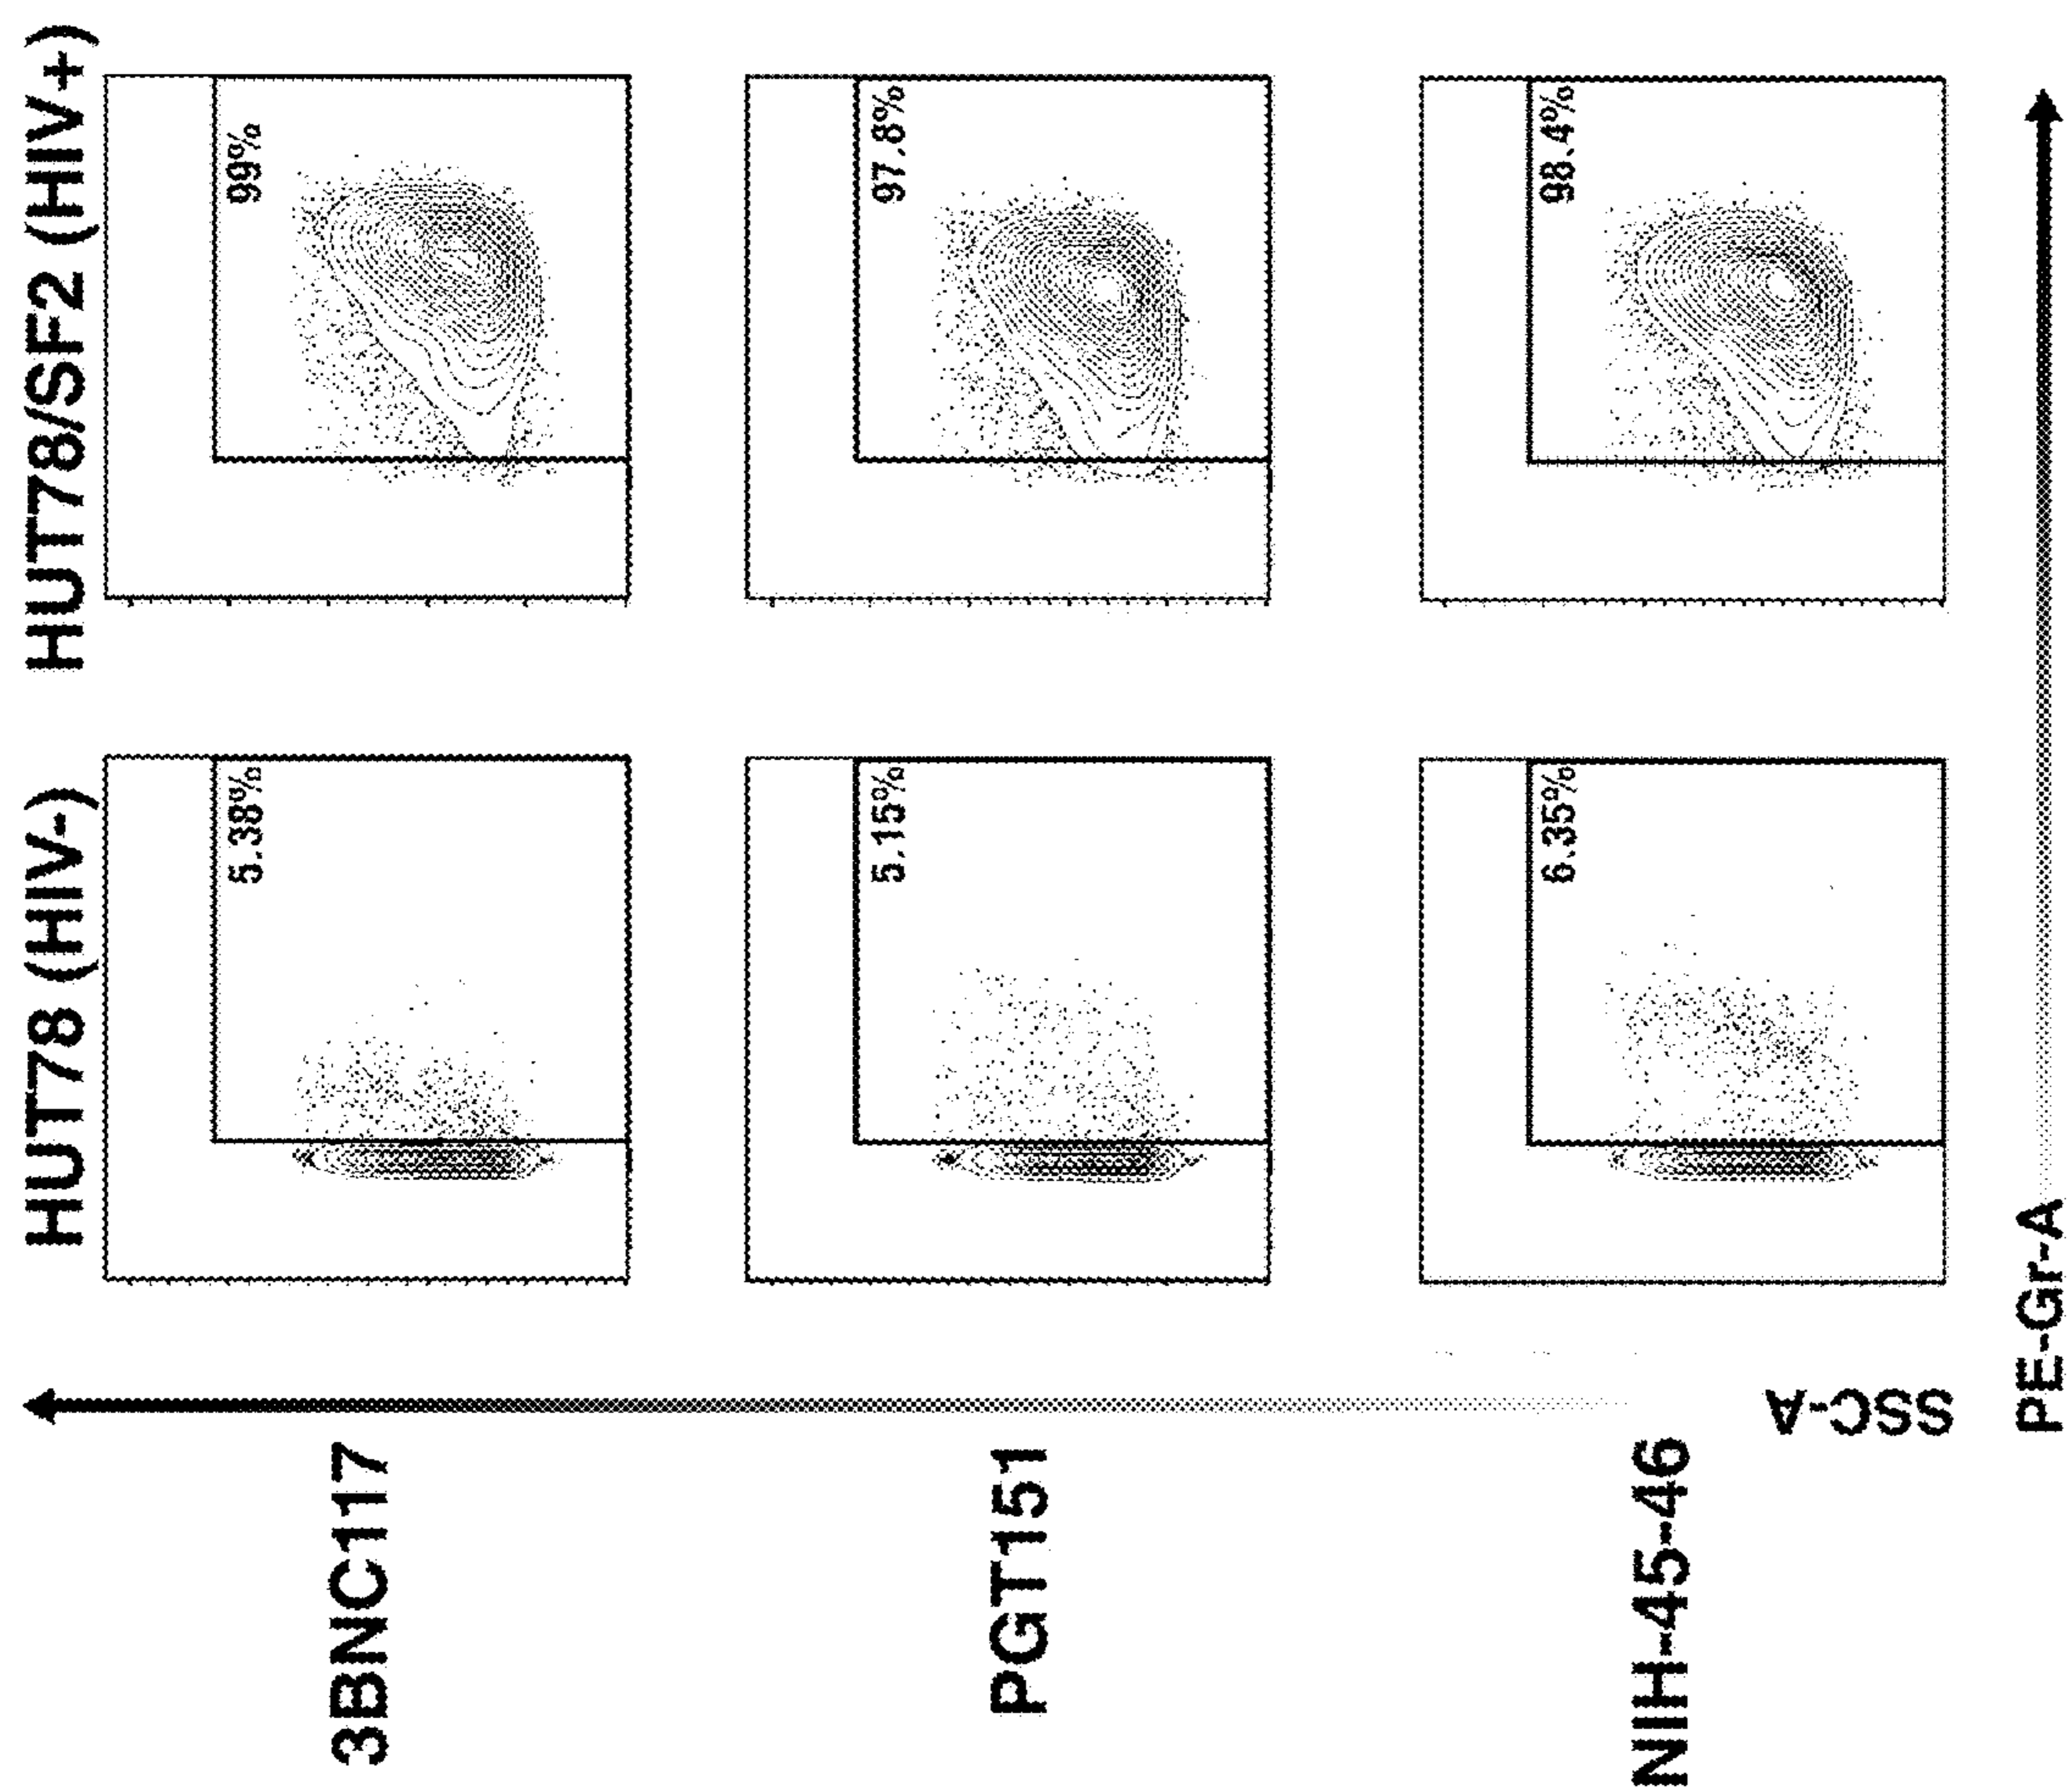 HUT78 (HIV-)
HUT78/SF2 (HIV+)
3BNC117
5.38%
99%
PGT151
5.15%
97.8%
NIH-45-46
6.35%
98.4%
SSC-A
PE-Gr-A